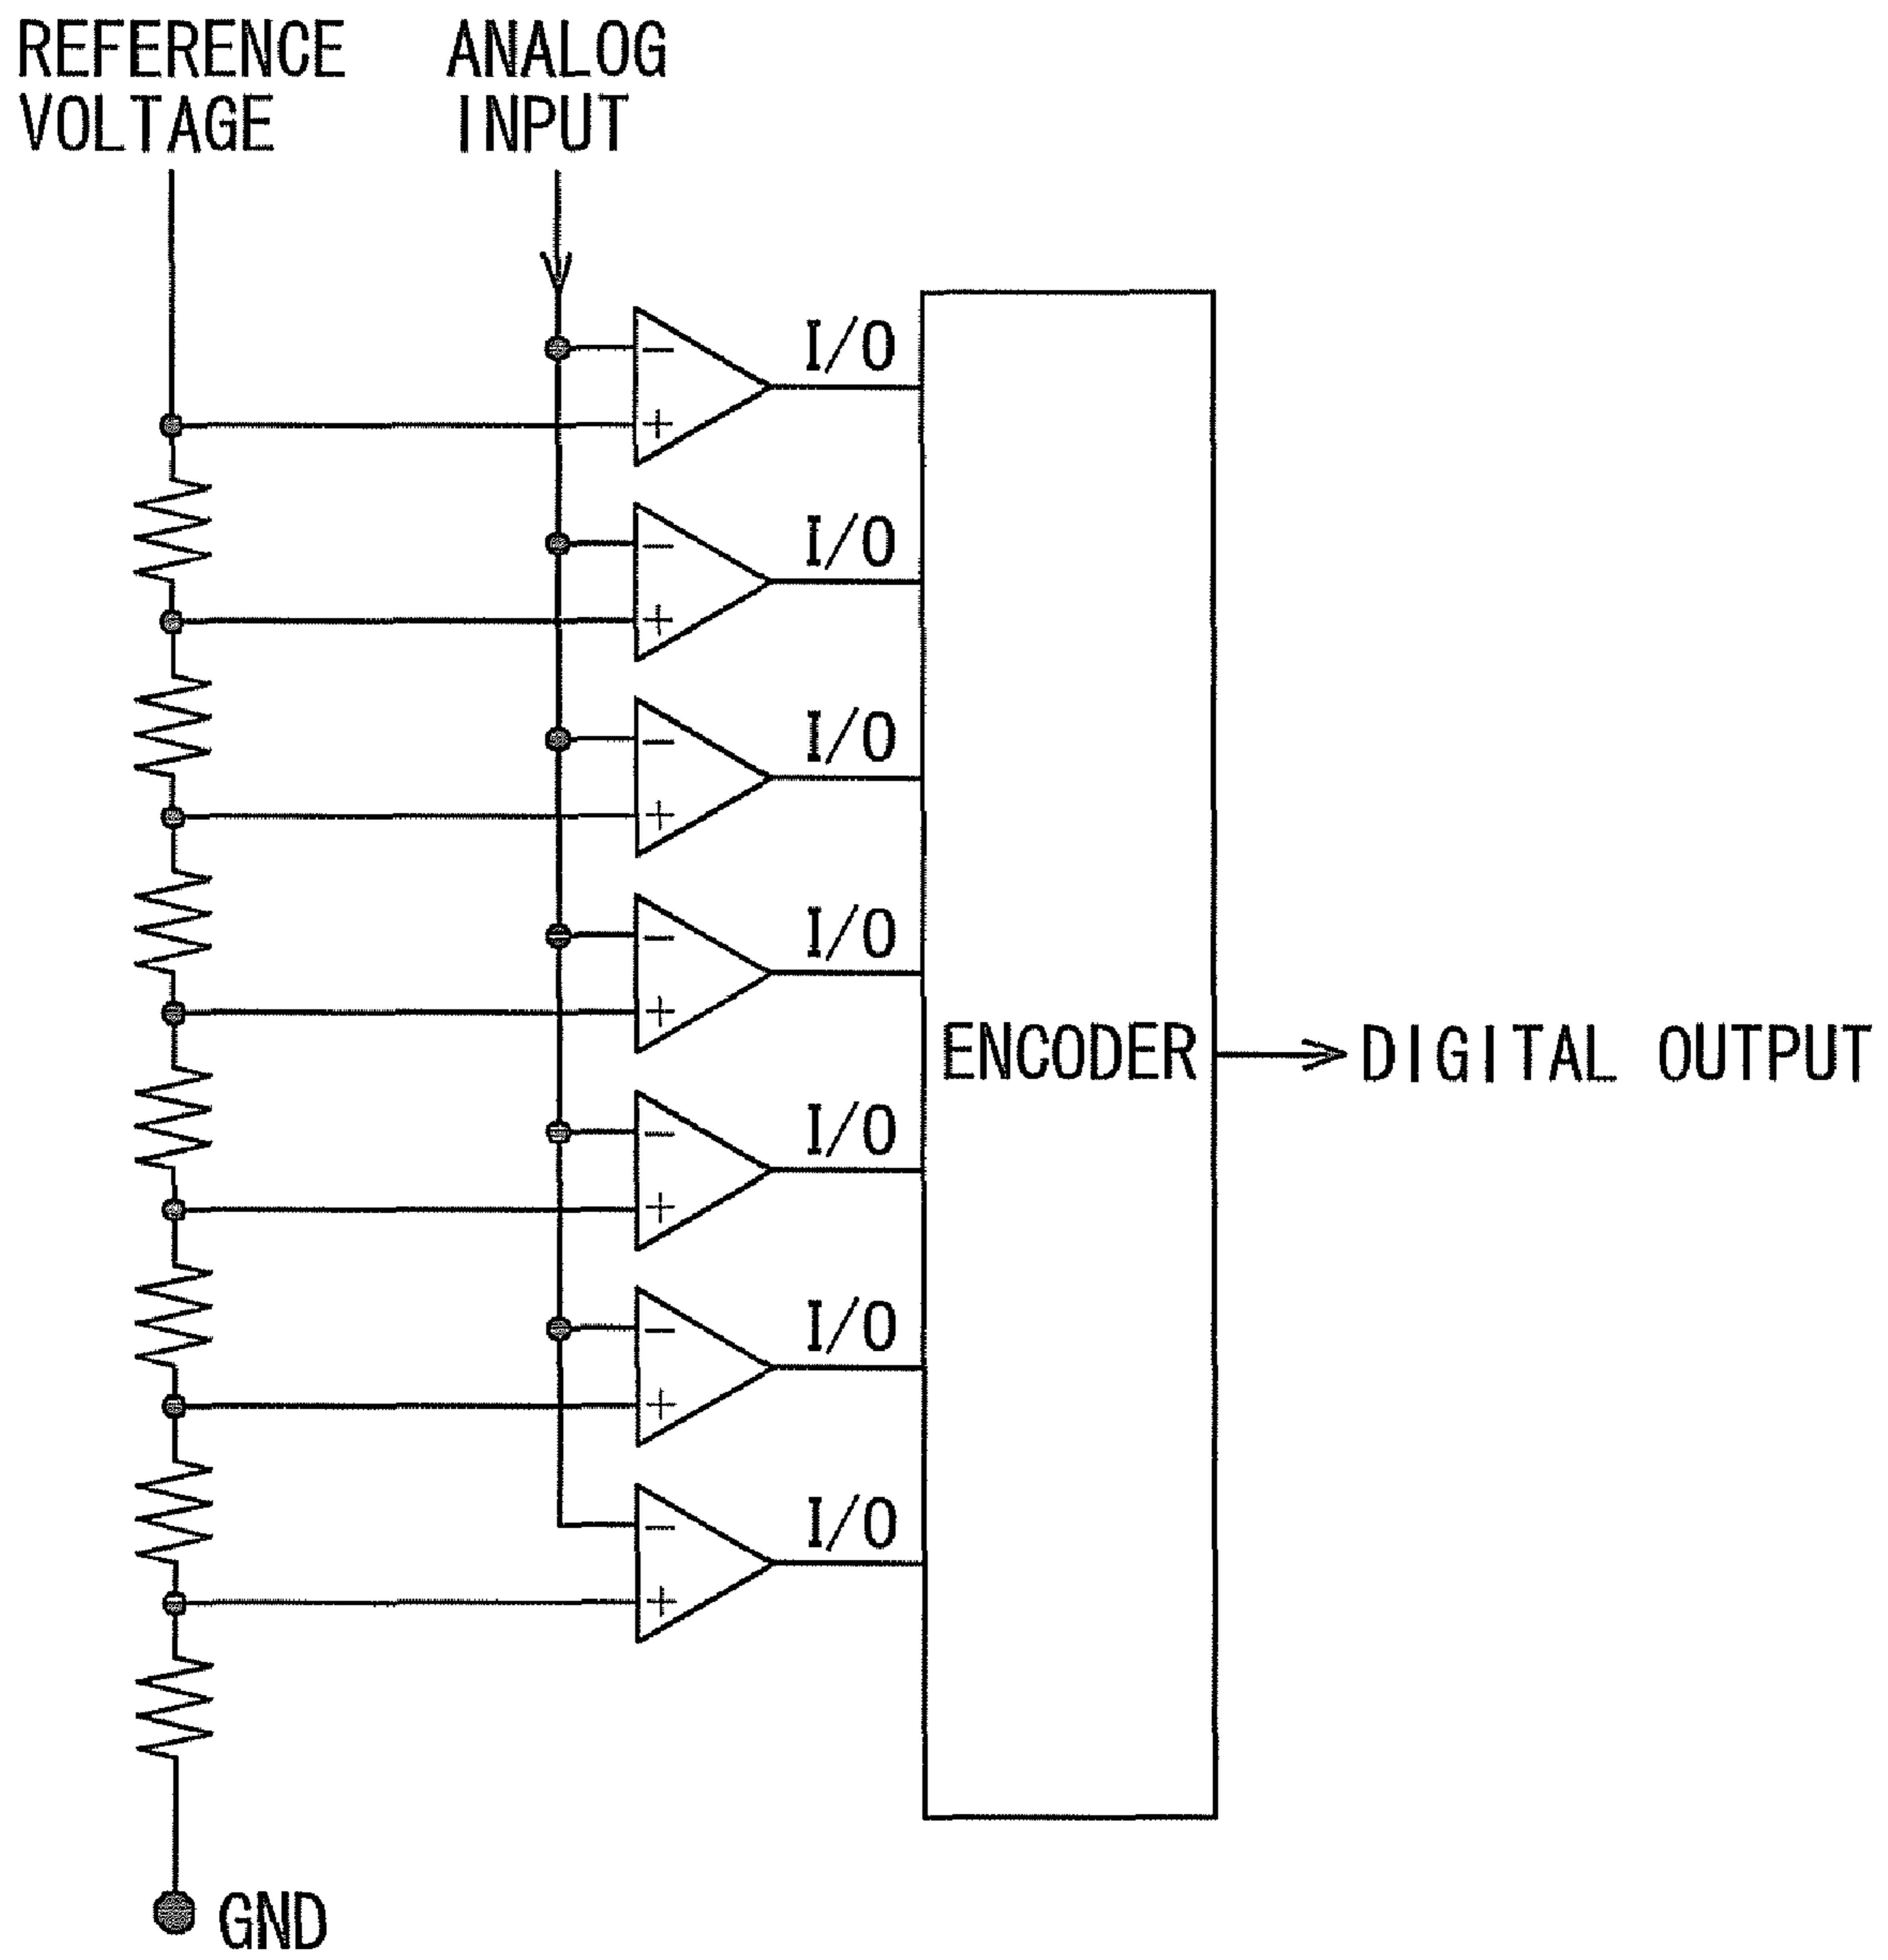 REFERENCE
VOLTAGE
ANALOG
INPUT
I/O
−
+
I/O
−
+
I/O
−
+
I/O
−
+
ENCODER
DIGITAL OUTPUT
I/O
−
+
I/O
−
+
I/O
−
+
GND